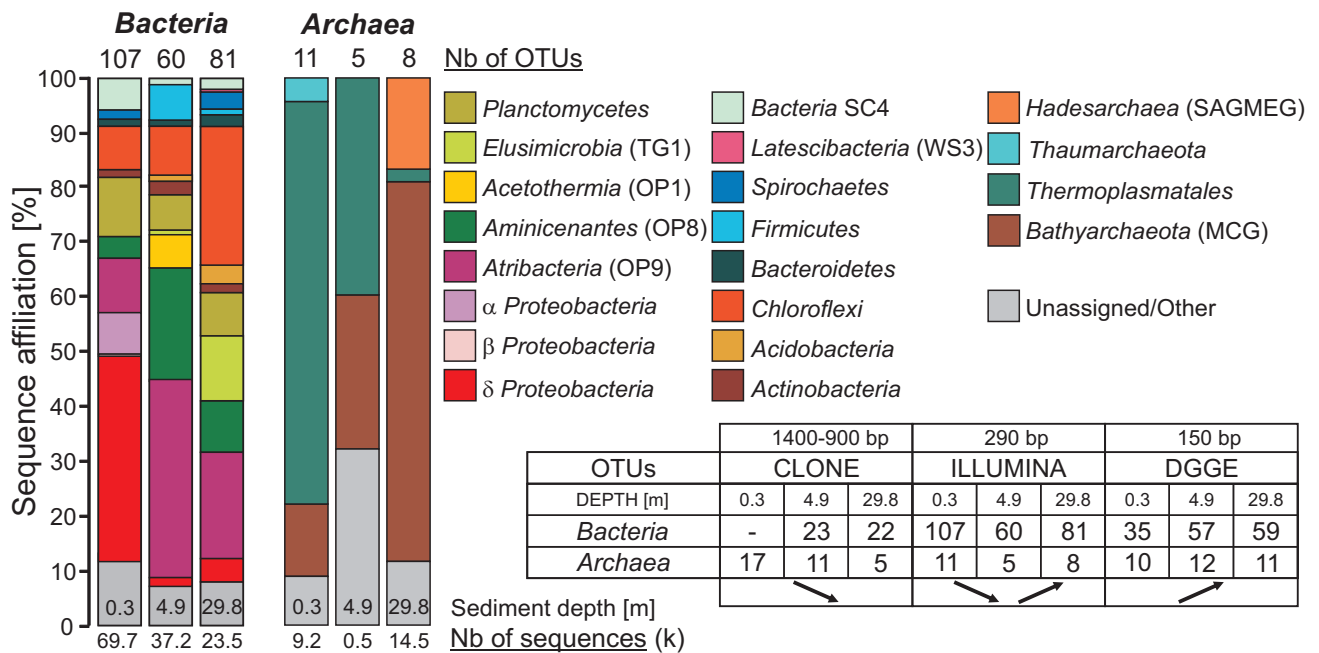 Bacteria Archaea
107 60 81 11 5 8 Nb of OTUs
Sequence affiliation [%]
100
90
80
70
60
50
40
30
20
10
0
0.3 4.9 29.8 0.3 4.9 29.8 Sediment depth [m]
69.7 37.2 23.5 9.2 0.5 14.5 Nb of sequences (k)
Planctomycetes
Elusimicrobia (TG1)
Acetothermia (OP1)
Aminicenantes (OP8)
Atribacteria (OP9)
α Proteobacteria
β Proteobacteria
δ Proteobacteria
Bacteria SC4
Latescibacteria (WS3)
Spirochaetes
Firmicutes
Bacteroidetes
Chloroflexi
Acidobacteria
Actinobacteria
Hadesarchaea (SAGMEG)
Thaumarchaeota
Thermoplasmatales
Bathyarchaeota (MCG)
Unassigned/Other
1400-900 bp 290 bp 150 bp
OTUs CLONE ILLUMINA DGGE
DEPTH [m] 0.3 4.9 29.8 0.3 4.9 29.8 0.3 4.9 29.8
Bacteria - 23 22 107 60 81 35 57 59
Archaea 17 11 5 11 5 8 10 12 11